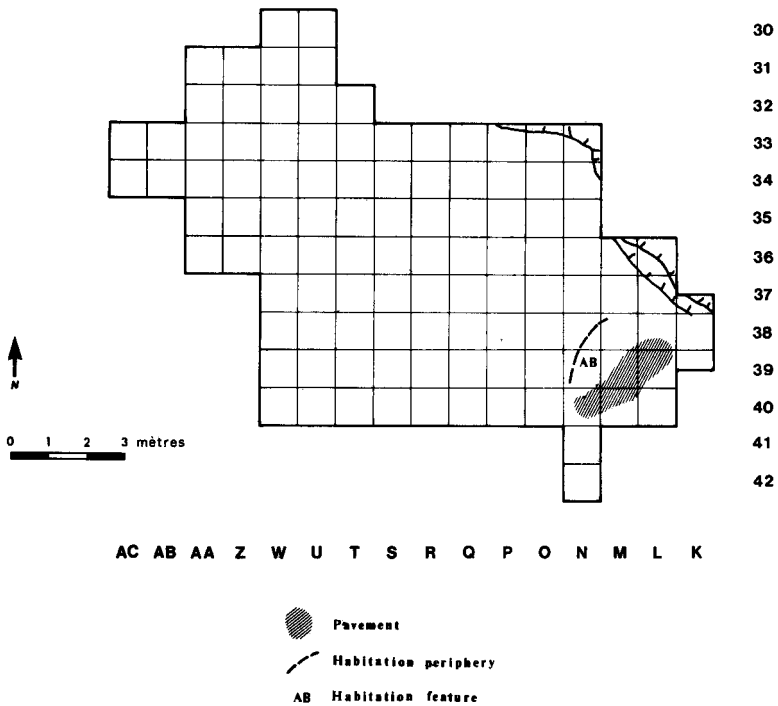 30
31
32
33
34
35
36
37
38
AB
39
N
40
0 1 2 3 mètres
41
42
AC AB AA Z W U T S R Q P O N M L K
Pavement
Habitation periphery
AB Habitation feature